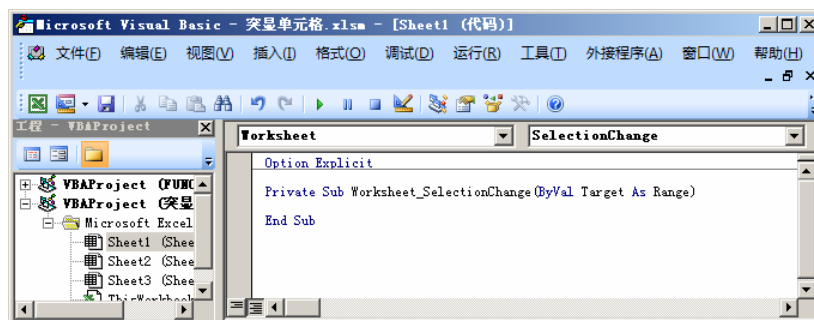 Microsoft Visual Basic - 突显单元格.xlsm - [Sheet1 (代码)]
文件(F) 编辑(E) 视图(V) 插入(I) 格式(O) 调试(D) 运行(R) 工具(T) 外接程序(A) 窗口(W) 帮助(H)
工程 - VBAProject
Worksheet SelectionChange
VBAProject (FUNC
VBAProject (突显
Microsoft Excel
Sheet1 (Shee
Sheet2 (Shee
Sheet3 (Shee
ThisWorkbook
Option Explicit
Private Sub Worksheet_SelectionChange(ByVal Target As Range)
End Sub